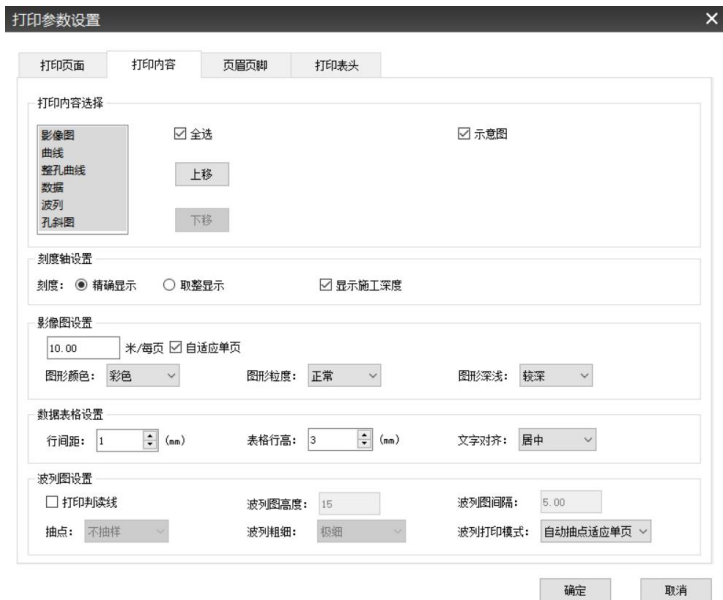 打印参数设置
打印页面 打印内容 页眉页脚 打印表头
打印内容选择
影像图
曲线
整孔曲线
数据
波列
孔斜图
全选
示意图
上移
下移
刻度轴设置
刻度： 精确显示 取整显示 显示施工深度
影像图设置
10.00 米/每页 自适应单页
图形颜色： 彩色 图形粒度： 正常 图形深浅： 较深
数据表格设置
行间距： 1 (mm) 表格行高： 3 (mm) 文字对齐： 居中
波列图设置
打印判读线 波列图高度： 15 波列图间隔： 5.00
抽点： 不抽样 波列粗细： 极细 波列打印模式： 自动抽点适应单页
确定 取消